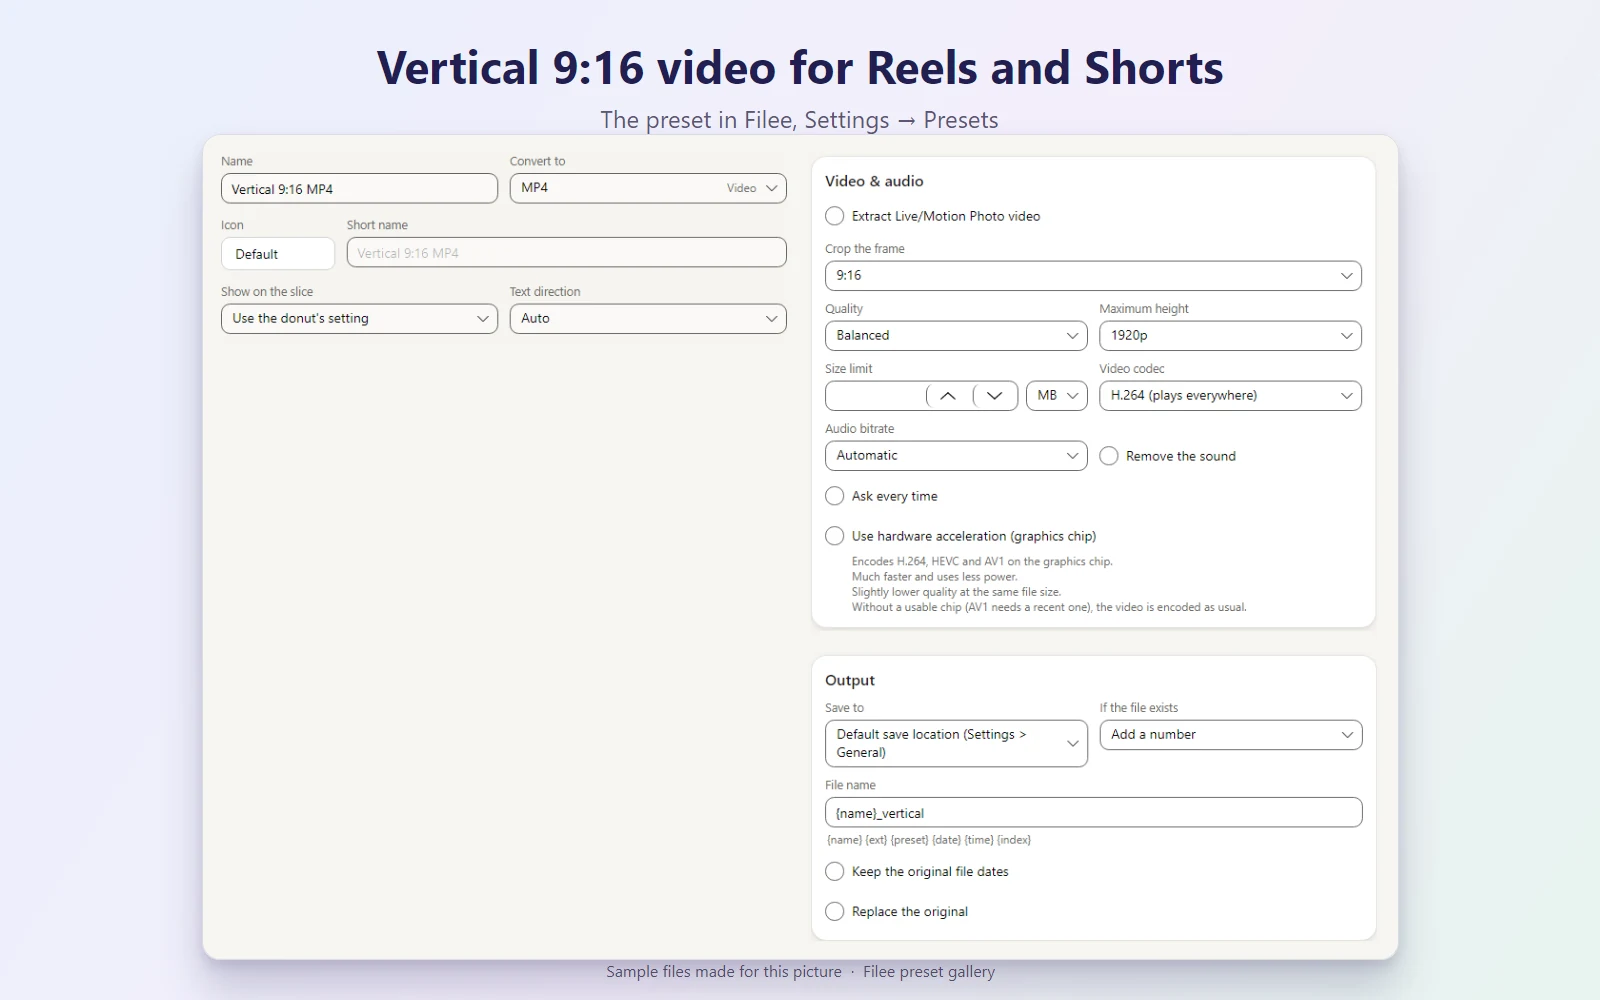 Vertical 9:16 video for Reels and Shorts
The preset in Filee, Settings → Presets
Name
Vertical 9:16 MP4
Convert to
MP4
Video
Icon
Default
Short name
Vertical 9:16 MP4
Show on the slice
Use the donut's setting
Text direction
Auto
Video & audio
Extract Live/Motion Photo video
Crop the frame
9:16
Quality
Balanced
Maximum height
1920p
Size limit
MB
Video codec
H.264 (plays everywhere)
Audio bitrate
Automatic
Remove the sound
Ask every time
Use hardware acceleration (graphics chip)
Encodes H.264, HEVC and AV1 on the graphics chip.
Much faster and uses less power.
Slightly lower quality at the same file size.
Without a usable chip (AV1 needs a recent one), the video is encoded as usual.
Output
Save to
Default save location (Settings >
General)
If the file exists
Add a number
File name
{name}_vertical
{name} {ext} {preset} {date} {time} {index}
Keep the original file dates
Replace the original
Sample files made for this picture · Filee preset gallery